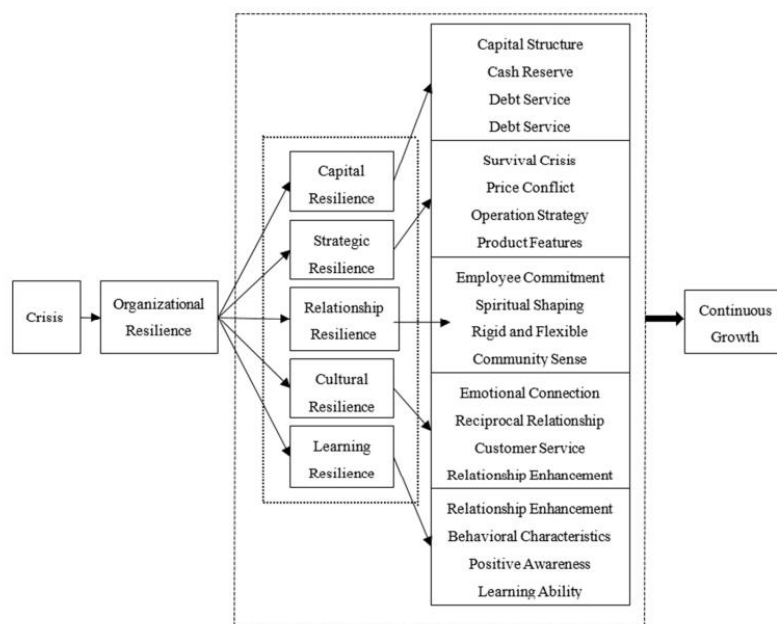 Crisis
Organizational
Resilience
Capital
Resilience
Strategic
Resilience
Relationship
Resilience
Cultural
Resilience
Learning
Resilience
Capital Structure
Cash Reserve
Debt Service
Debt Service
Survival Crisis
Price Conflict
Operation Strategy
Product Features
Employee Commitment
Spiritual Shaping
Rigid and Flexible
Community Sense
Emotional Connection
Reciprocal Relationship
Customer Service
Relationship Enhancement
Relationship Enhancement
Behavioral Characteristics
Positive Awareness
Learning Ability
Continuous
Growth